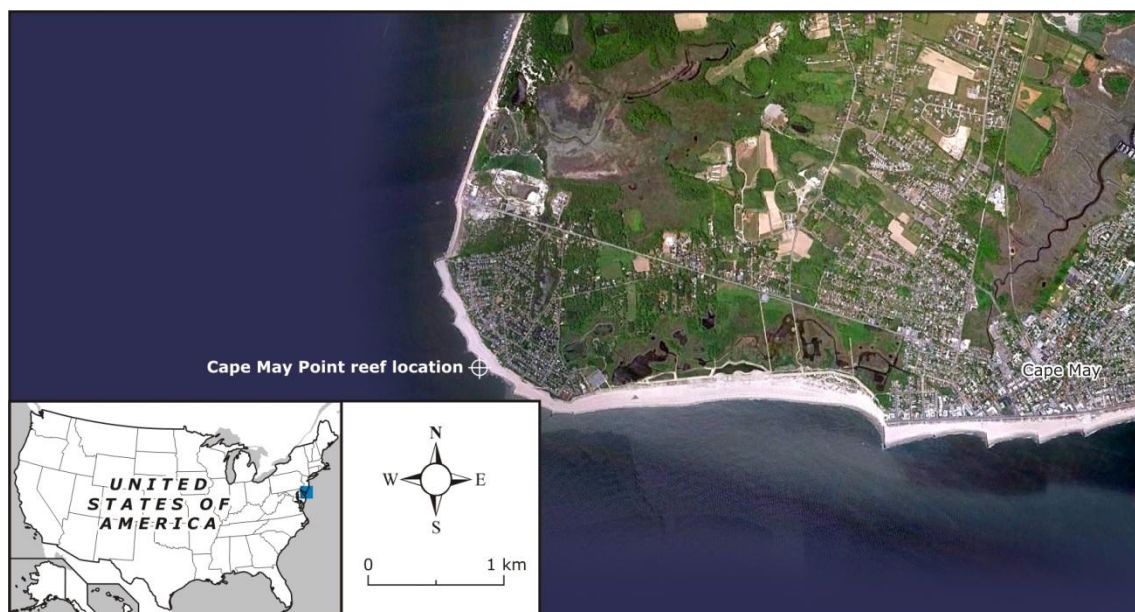 Cape May Point reef location
Cape May
UNITED
STATES OF
AMERICA
N
W E
S
0 1 km